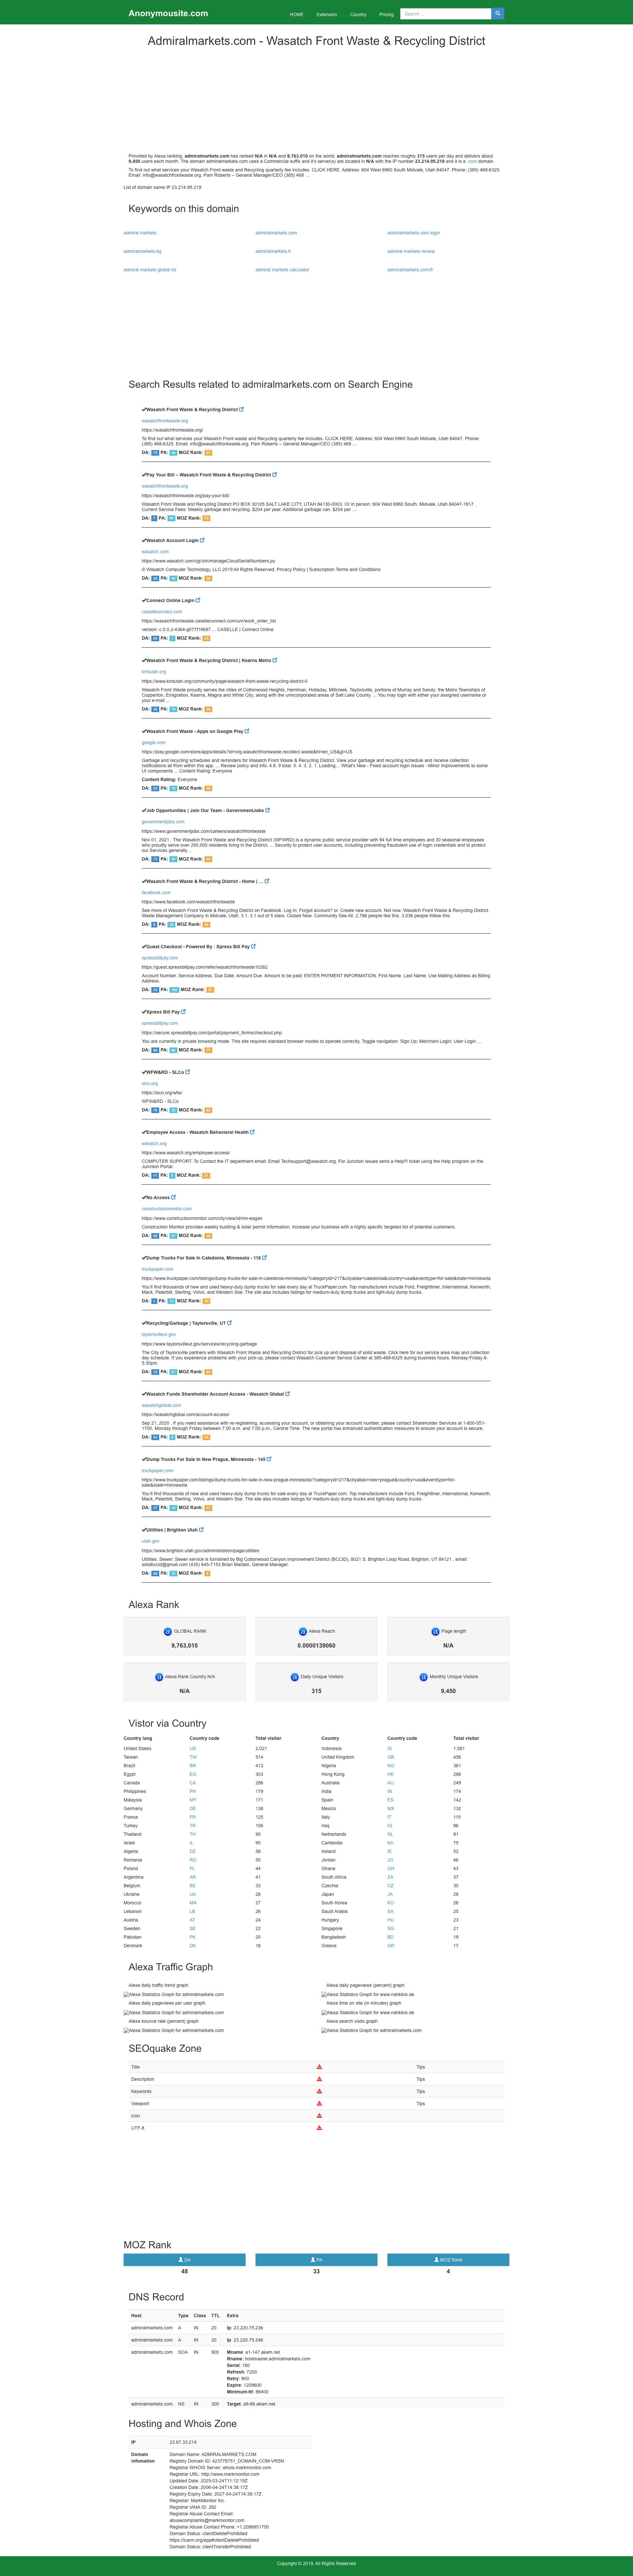 Anonymousite.com
HOME Extension Country Pricing Search ...
Admiralmarkets.com - Wasatch Front Waste & Recycling District
Provided by Alexa ranking, admiralmarkets.com has ranked N/A in N/A and 9,763,010 on the world. admiralmarkets.com reaches roughly 315 users per day and delivers about
9,450 users each month. The domain admiralmarkets.com uses a Commercial suffix and it's server(s) are located in N/A with the IP number 23.214.95.219 and it is a .com domain.
To find out what services your Waste Front waste and Recycling quarterly fee includes. CLICK HERE. Address: 604 West 6960 South Midvale, Utah 84047. Phone: (385) 468-6325.
Email: info@wasatchfrontwaste.org. Pam Roberts – General Manager/CEO (385) 468 …
List of domain same IP 23.214.95.219
Keywords on this domain
admiral markets admiralmarkets.com admiralmarkets.com login
admiralmarkets.bg admiralmarkets.lt admiral markets review
admiral markets global ltd admiral markets calculator admiralmarkets.com/fr
Search Results related to admiralmarkets.com on Search Engine
Wasatch Front Waste & Recycling District
wasatchfrontwaste.org
https://wasatchfrontwaste.org/
To find out what services your Wasatch Front waste and Recycling quarterly fee includes. CLICK HERE. Address: 604 West 6960 South Midvale, Utah 84047. Phone:
(385) 468-6325. Email: info@wasatchfrontwaste.org. Pam Roberts – General Manager/CEO (385) 468 …
DA: PA: MOZ Rank:
Pay Your Bill – Wasatch Front Waste & Recycling District
wasatchfrontwaste.org
https://wasatchfrontwaste.org/pay-your-bill/
Wasatch Front Waste and Recycling District PO BOX 30105 SALT LAKE CITY, UTAH 84130-0003. Or in person: 604 West 6960 South. Midvale, Utah 84047-1917 .
Current Service Fees: Weekly garbage and recycling. $204 per year. Additional garbage can. $204 per …
DA: PA: MOZ Rank:
Wasatch Account Login
wasatch.com
https://www.wasatch.com/cgi-bin/manageCloudSerialNumbers.py
© Wasatch Computer Technology, LLC 2019 All Rights Reserved. Privacy Policy | Subscription Terms and Conditions
DA: PA: MOZ Rank:
Connect Online Login
caselleconnect.com
https://wasatchfrontwaste.caselleconnect.com/um/work_order_list
version: c.0.0.2-4364-g077f16687 ... CASELLE | Connect Online
DA: PA: MOZ Rank:
Wasatch Front Waste & Recycling District | Kearns Metro
kmtutah.org
https://www.kmtutah.org/community/page/wasatch-front-waste-recycling-district-0
Wasatch Front Waste proudly serves the cities of Cottonwood Heights, Herriman, Holladay, Millcreek, Taylorsville, portions of Murray and Sandy; the Metro Townships of
Copperton, Emigration, Kearns, Magna and White City; along with the unincorporated areas of Salt Lake County. ... You may login with either your assigned username or
your e-mail ...
DA: PA: MOZ Rank:
Wasatch Front Waste - Apps on Google Play
google.com
https://play.google.com/store/apps/details?id=org.wasatchfrontwaste.recollect.waste&hl=en_US&gl=US
Garbage and recycling schedules and reminders for Wasatch Front Waste & Recycling District. View your garbage and recycling schedule and receive collection
notifications, all from within this app. ... Review policy and info. 4.6. 9 total. 5. 4. 3. 2. 1. Loading… What's New - Fixed account login issues - Minor improvements to some
UI components ... Content Rating: Everyone
Content Rating: Everyone
DA: PA: MOZ Rank:
Job Opportunities | Join Our Team - GovernmentJobs
governmentjobs.com
https://www.governmentjobs.com/careers/wasatchfrontwaste
Nov 01, 2021 . The Wasatch Front Waste and Recycling District (WFWRD) is a dynamic public service provider with 94 full time employees and 30 seasonal employees
who proudly serve over 250,000 residents living in the District. ... Security to protect user accounts, including preventing fraudulent use of login credentials and to protect
our Services generally ...
DA: PA: MOZ Rank:
Wasatch Front Waste & Recycling District - Home | ...
facebook.com
https://www.facebook.com/wasatchfrontwaste
See more of Wasatch Front Waste & Recycling District on Facebook. Log In. Forgot account? or. Create new account. Not now. Wasatch Front Waste & Recycling District.
Waste Management Company in Midvale, Utah. 3.1. 3.1 out of 5 stars. Closed Now. Community See All. 2,786 people like this. 3,036 people follow this.
DA: PA: MOZ Rank:
Guest Checkout - Powered By : Xpress Bill Pay
xpressbillpay.com
https://guest.xpressbillpay.com/refer/wasatchfrontwaste10262
Account Number. Service Address. Due Date. Amount Due. Amount to be paid: ENTER PAYMENT INFORMATION. First Name. Last Name. Use Mailing Address as Billing
Address.
DA: PA: MOZ Rank:
Xpress Bill Pay
xpressbillpay.com
https://secure.xpressbillpay.com/portal/payment_forms/checkout.php
You are currently in private browsing mode. This site requires standard browser modes to operate correctly. Toggle navigation. Sign Up; Merchant Login; User Login ...
DA: PA: MOZ Rank:
WFW&RD - SLCo
slco.org
https://slco.org/wfw/
WFW&RD - SLCo
DA: PA: MOZ Rank:
Employee Access - Wasatch Behavioral Health
wasatch.org
https://www.wasatch.org/employee-access/
COMPUTER SUPPORT. To Contact the IT department email: Email Techsupport@wasatch.org. For Junction issues send a Help!!! ticket using the Help program on the
Junction Portal.
DA: PA: MOZ Rank:
No Access
constructionmonitor.com
https://www.constructionmonitor.com/city/view/id/mn-eagan
Construction Monitor provides weekly building & solar permit information. Increase your business with a highly specific targeted list of potential customers.
DA: PA: MOZ Rank:
Dump Trucks For Sale In Caledonia, Minnesota - 116
truckpaper.com
https://www.truckpaper.com/listings/dump-trucks-for-sale-in-caledonia-minnesota/?categoryid=217&cityalias=caledonia&country=usa&eventtype=for-sale&state=minnesota
You'll find thousands of new and used heavy-duty dump trucks for sale every day at TruckPaper.com. Top manufacturers include Ford, Freightliner, International, Kenworth,
Mack, Peterbilt, Sterling, Volvo, and Western Star. The site also includes listings for medium-duty dump trucks and light-duty dump trucks.
DA: PA: MOZ Rank:
Recycling/Garbage | Taylorsville, UT
taylorsvilleut.gov
https://www.taylorsvilleut.gov/services/recycling-garbage
The City of Taylorsville partners with Wasatch Front Waste and Recycling District for pick up and disposal of solid waste. Click here for our service area map and collection
day schedule. If you experience problems with your pick-up, please contact Wasatch Customer Service Center at 385-468-6325 during business hours: Monday-Friday 8-
5:30pm.
DA: PA: MOZ Rank:
Wasatch Funds Shareholder Account Access - Wasatch Global
wasatchglobal.com
https://wasatchglobal.com/account-access/
Sep 21, 2020 . If you need assistance with re-registering, accessing your account, or obtaining your account number, please contact Shareholder Services at 1-800-551-
1700, Monday through Friday between 7:00 a.m. and 7:00 p.m., Central Time. The new portal has enhanced authentication measures to ensure your account is secure.
DA: PA: MOZ Rank:
Dump Trucks For Sale In New Prague, Minnesota - 145
truckpaper.com
https://www.truckpaper.com/listings/dump-trucks-for-sale-in-new-prague-minnesota/?categoryid=217&cityalias=new+prague&country=usa&eventtype=for-
sale&state=minnesota
You'll find thousands of new and used heavy-duty dump trucks for sale every day at TruckPaper.com. Top manufacturers include Ford, Freightliner, International, Kenworth,
Mack, Peterbilt, Sterling, Volvo, and Western Star. The site also includes listings for medium-duty dump trucks and light-duty dump trucks.
DA: PA: MOZ Rank:
Utilities | Brighton Utah
utah.gov
https://www.brighton.utah.gov/administration/page/utilities
Utilities. Sewer: Sewer service is furnished by Big Cottonwood Canyon Improvement District (BCCID), 8021 S. Brighton Loop Road, Brighton, UT 84121 , email:
soildbccid@gmail.com (435) 645-7153 Brian Martelet, General Manager.
DA: PA: MOZ Rank:
Alexa Rank
GLOBAL RANK Alexa Reach Page length
9,763,010 0.0000139060 N/A
Alexa Rank Country N/A Daily Unique Visitors Monthly Unique Visitors
N/A 315 9,450
Vistor via Country
Country lang Country code Total visitor Country Country code Total visitor
United States US 2,021 Indonesia ID 1,581
Taiwan TW 514 United Kingdom GB 456
Brazil BR 413 Nigeria NG 361
Egypt EG 303 Hong Kong HK 286
Canada CA 286 Australia AU 249
Philippines PH 179 India IN 174
Malaysia MY 171 Spain ES 142
Germany DE 138 Mexico MX 132
France FR 125 Italy IT 115
Turkey TR 106 Iraq IQ 96
Thailand TH 95 Netherlands NL 91
Israel IL 90 Cambodia km 75
Algeria DZ 58 Ireland IE 52
Romania RO 50 Jordan JO 46
Poland PL 44 Ghana GH 43
Argentina AR 41 South Africa ZA 37
Belgium BE 33 Czechia CZ 30
Ukraine UA 28 Japan JA 28
Morocco MA 27 South Korea KO 26
Lebanon LB 26 Saudi Arabia SA 25
Austria AT 24 Hungary HU 23
Sweden SE 22 Singapore SG 21
Pakistan PK 20 Bangladesh BD 19
Denmark DK 18 Greece GR 17
Alexa Traffic Graph
Alexa daily traffic trend graph Alexa daily pageviews (percent) graph
Alexa Statistics Graph for admiralmarkets.com Alexa Statistics Graph for www.nahklick.de
Alexa daily pageviews per user graph Alexa time on site (in minutes) graph
Alexa Statistics Graph for admiralmarkets.com Alexa Statistics Graph for www.nahklick.de
Alexa bounce rate (percent) graph Alexa search visits graph
Alexa Statistics Graph for admiralmarkets.com Alexa Statistics Graph for admiralmarkets.com
SEOquake Zone
Title Tips
Description Tips
Keywords Tips
Viewport Tips
Icon
UTF-8
MOZ Rank
DA PA MOZ Rank
48 33 4
DNS Record
Host Type Class TTL Extra
admiralmarkets.com A IN 20 Ip: 23.220.75.236
admiralmarkets.com A IN 20 Ip: 23.220.75.246
admiralmarkets.com SOA IN 900 Mname: a1-147.akam.net
Rname: hostmaster.admiralmarkets.com
Serial: 180
Refresh: 7200
Retry: 900
Expire: 1209600
Minimum-ttl: 86400
admiralmarkets.com NS IN 300 Target: a9-66.akam.net
Hosting and Whois Zone
IP 23.67.33.214
Domain Infomation
Domain Name: ADMIRALMARKETS.COM
Registry Domain ID: 423778751_DOMAIN_COM-VRSN
Registrar WHOIS Server: whois.markmonitor.com
Registrar URL: http://www.markmonitor.com
Updated Date: 2025-03-24T11:12:15Z
Creation Date: 2006-04-24T14:38:17Z
Registry Expiry Date: 2027-04-24T14:38:17Z
Registrar: MarkMonitor Inc.
Registrar IANA ID: 292
Registrar Abuse Contact Email:
abusecomplaints@markmonitor.com
Registrar Abuse Contact Phone: +1.2086851750
Domain Status: clientDeleteProhibited
https://icann.org/epp#clientDeleteProhibited
Domain Status: clientTransferProhibited
Copyright © 2019. All Rights Reserved